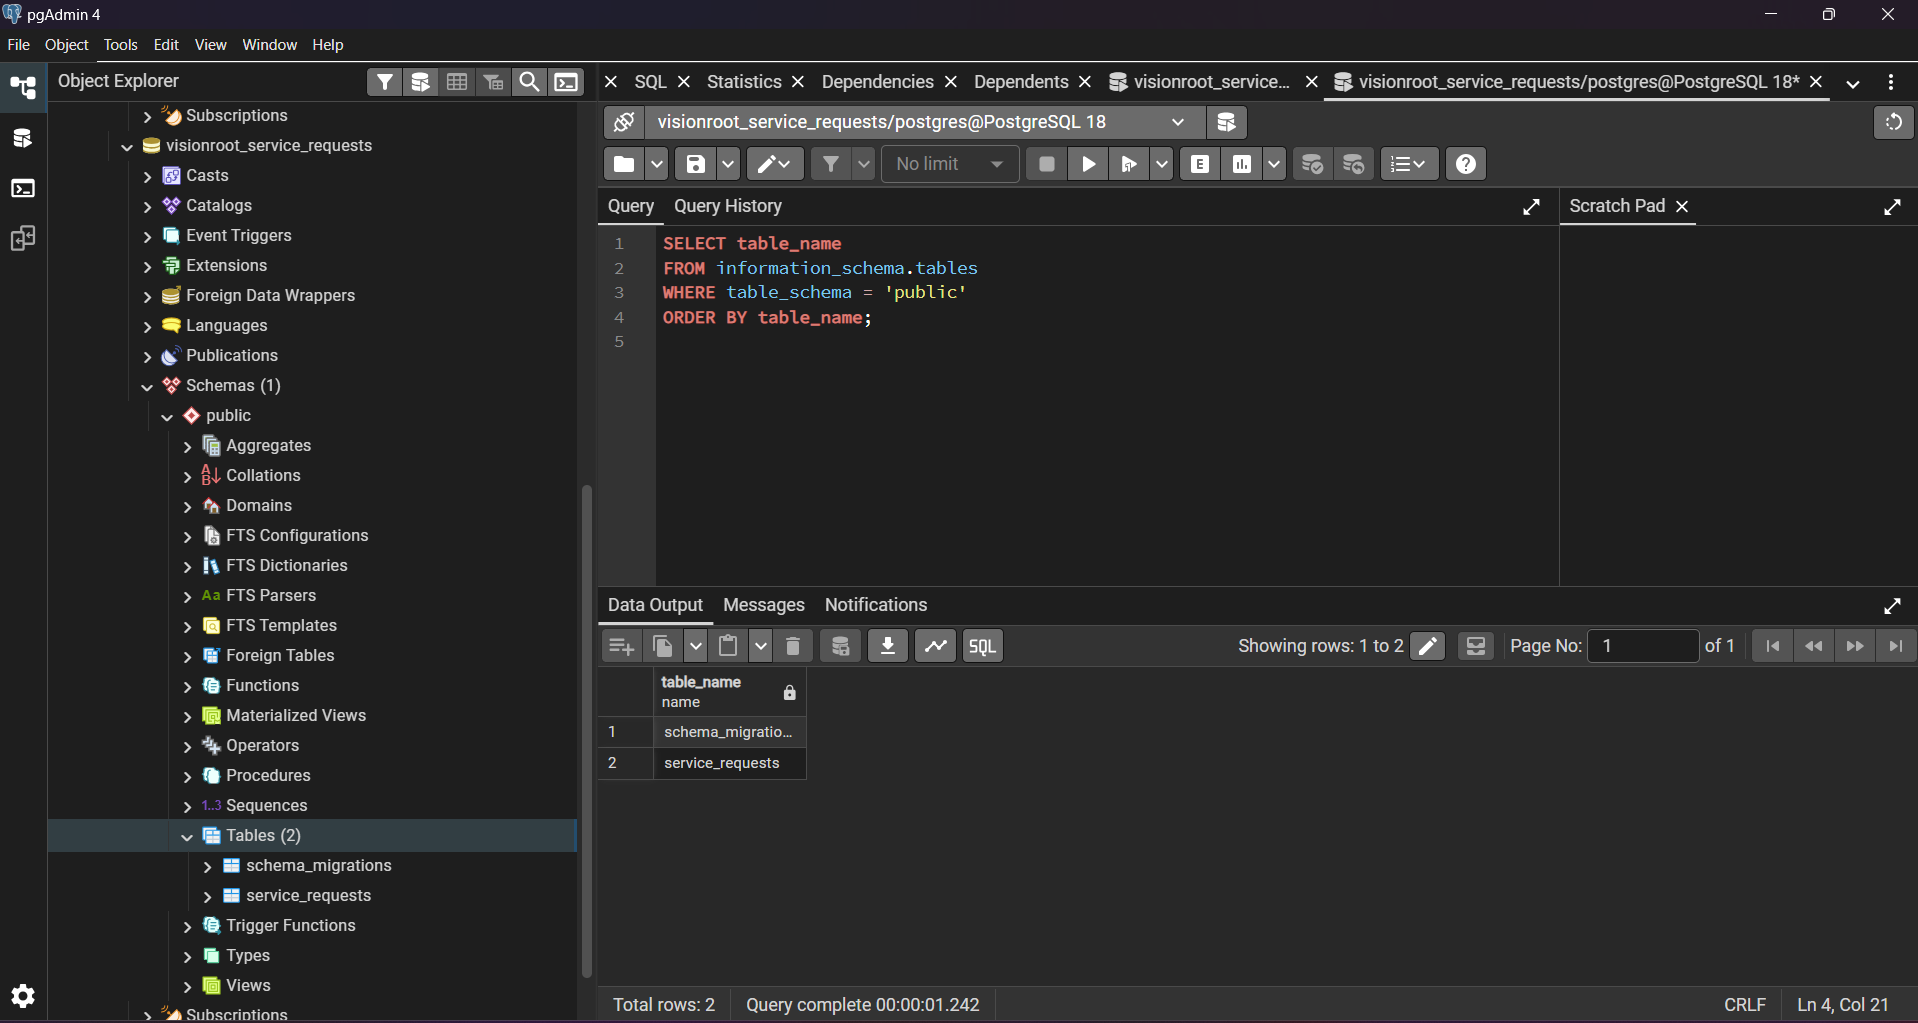 pgAdmin 4
File Object Tools Edit View Window Help
Object Explorer
SQL Statistics Dependencies Dependents visionroot_service... visionroot_service_requests/postgres@PostgreSQL 18*
Subscriptions
visionroot_service_requests
Casts
Catalogs
Event Triggers
Extensions
Foreign Data Wrappers
Languages
Publications
Schemas (1)
public
Aggregates
Collations
Domains
FTS Configurations
FTS Dictionaries
Aa FTS Parsers
FTS Templates
Foreign Tables
Functions
Materialized Views
Operators
Procedures
1..3 Sequences
Tables (2)
schema_migrations
service_requests
Trigger Functions
Types
Views
Subscriptions
visionroot_service_requests/postgres@PostgreSQL 18
No limit
E
Query Query History
Scratch Pad
1 SELECT table_name
2 FROM information_schema.tables
3 WHERE table_schema = 'public'
4 ORDER BY table_name;
5
Data Output Messages Notifications
SQL
Showing rows: 1 to 2
Page No: 1 of 1
table_name
name
1 schema_migratio...
2 service_requests
Total rows: 2 Query complete 00:00:01.242
CRLF Ln 4, Col 21